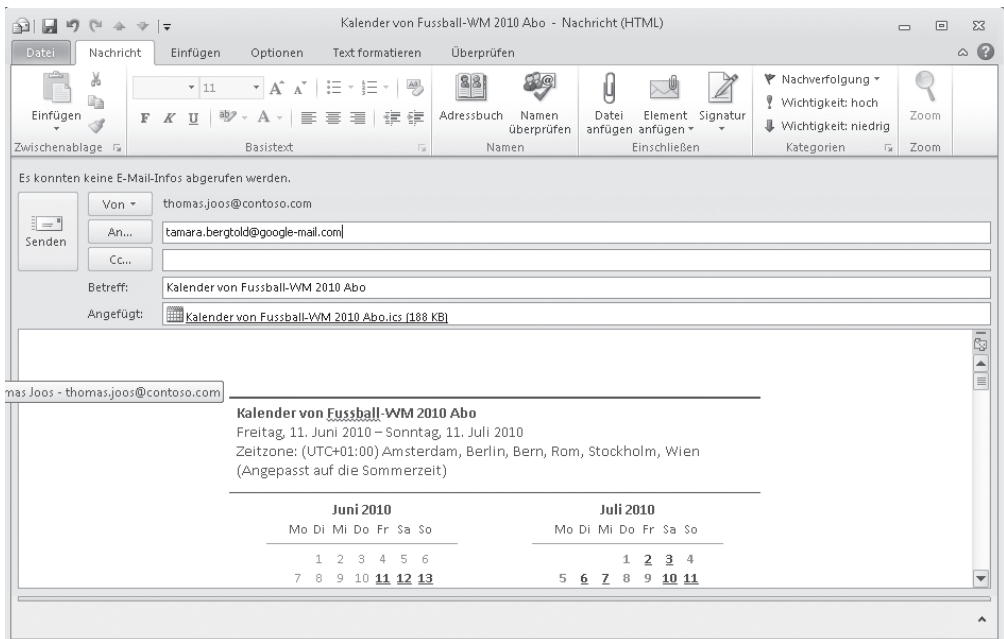 Kalender von Fussball-WM 2010 Abo - Nachricht (HTML)
Datei Nachricht Einfügen Optionen Text formatieren Überprüfen
Einfügen
11
F K U
Adressbuch
Namen überprüfen
Datei anfügen
Element anfügen
Signatur
Nachverfolgung
Wichtigkeit: hoch
Wichtigkeit: niedrig
Zoom
Zwischenablage Basistext Namen Einschließen Kategorien Zoom
Es konnten keine E-Mail-Infos abgerufen werden.
Senden
Von thomas.joos@contoso.com
An... tamara.bergtold@google-mail.com
Cc...
Betreff: Kalender von Fussball-WM 2010 Abo
Angefügt: Kalender von Fussball-WM 2010 Abo.ics (188 KB)
mas Joos - thomas.joos@contoso.com
Kalender von Fussball-WM 2010 Abo
Freitag, 11. Juni 2010 – Sonntag, 11. Juli 2010
Zeitzone: (UTC+01:00) Amsterdam, Berlin, Bern, Rom, Stockholm, Wien
(Angepasst auf die Sommerzeit)
Juni 2010 Juli 2010
Mo Di Mi Do Fr Sa So Mo Di Mi Do Fr Sa So
1 2 3 4 5 6 1 2 3 4
7 8 9 10 11 12 13 5 6 7 8 9 10 11